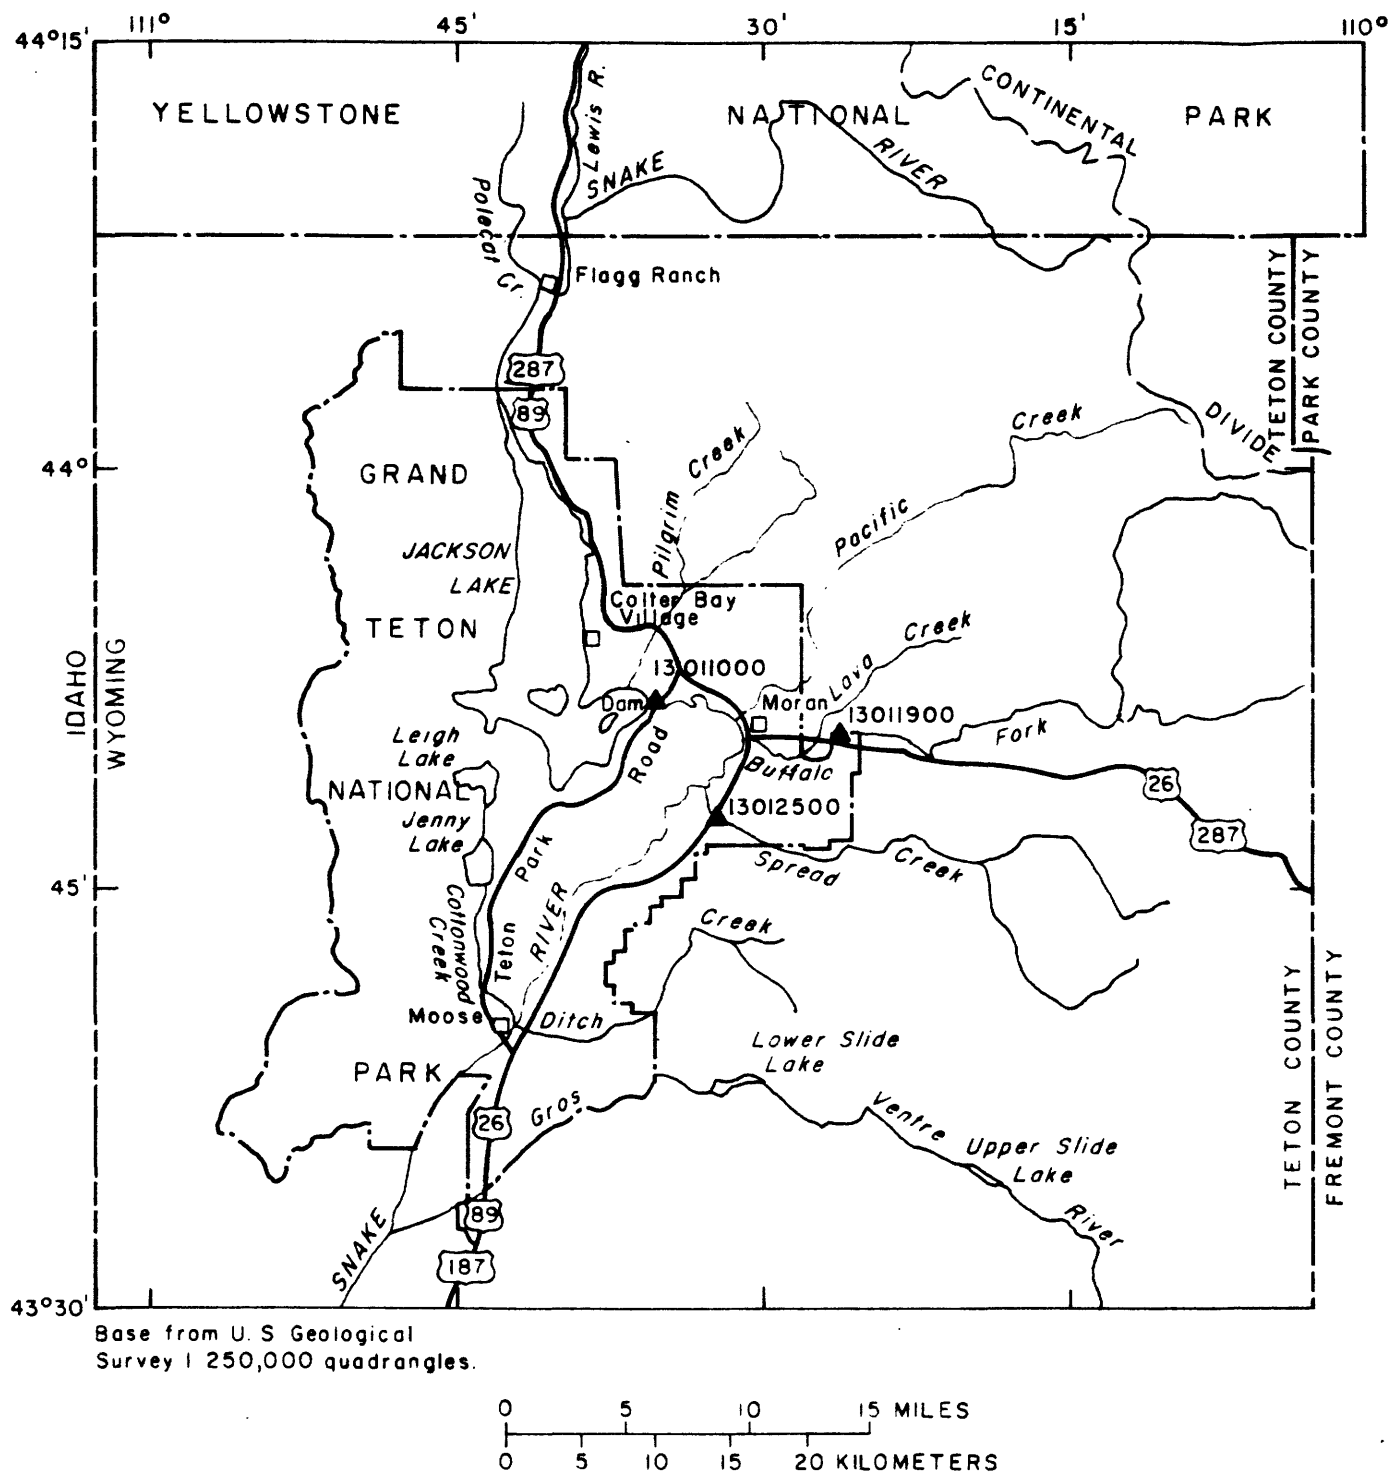 111° 45' 30' 15' 110°
44°15'
YELLOWSTONE NATIONAL PARK
CONTINENTAL
Lewis R.
SNAKE RIVER
Polecat Cr.
Flagg Ranch
TETON COUNTY
PARK COUNTY
287
89
DIVIDE
Creek
Pilgrim Creek
44°
GRAND
Pacific
JACKSON
LAKE
Colter Bay
Village
TETON
Lava Creek
IDAHO
WYOMING
13011000
Dam
Moran
13011900
Fork
Leigh
Lake
Road
Buffalo
26
NATIONAL
13012500
287
Jenny
Lake
Park
Spread Creek
45'
Cottonwood
Creek
Teton
RIVER
Creek
Moose
Ditch
TETON COUNTY
FREMONT COUNTY
Lower Slide
Lake
PARK
26
Gros
Ventre
Upper Slide
Lake
89
River
SNAKE
187
43°30'
Base from U.S Geological
Survey 1 250,000 quadrangles.
0 5 10 15 MILES
0 5 10 15 20 KILOMETERS